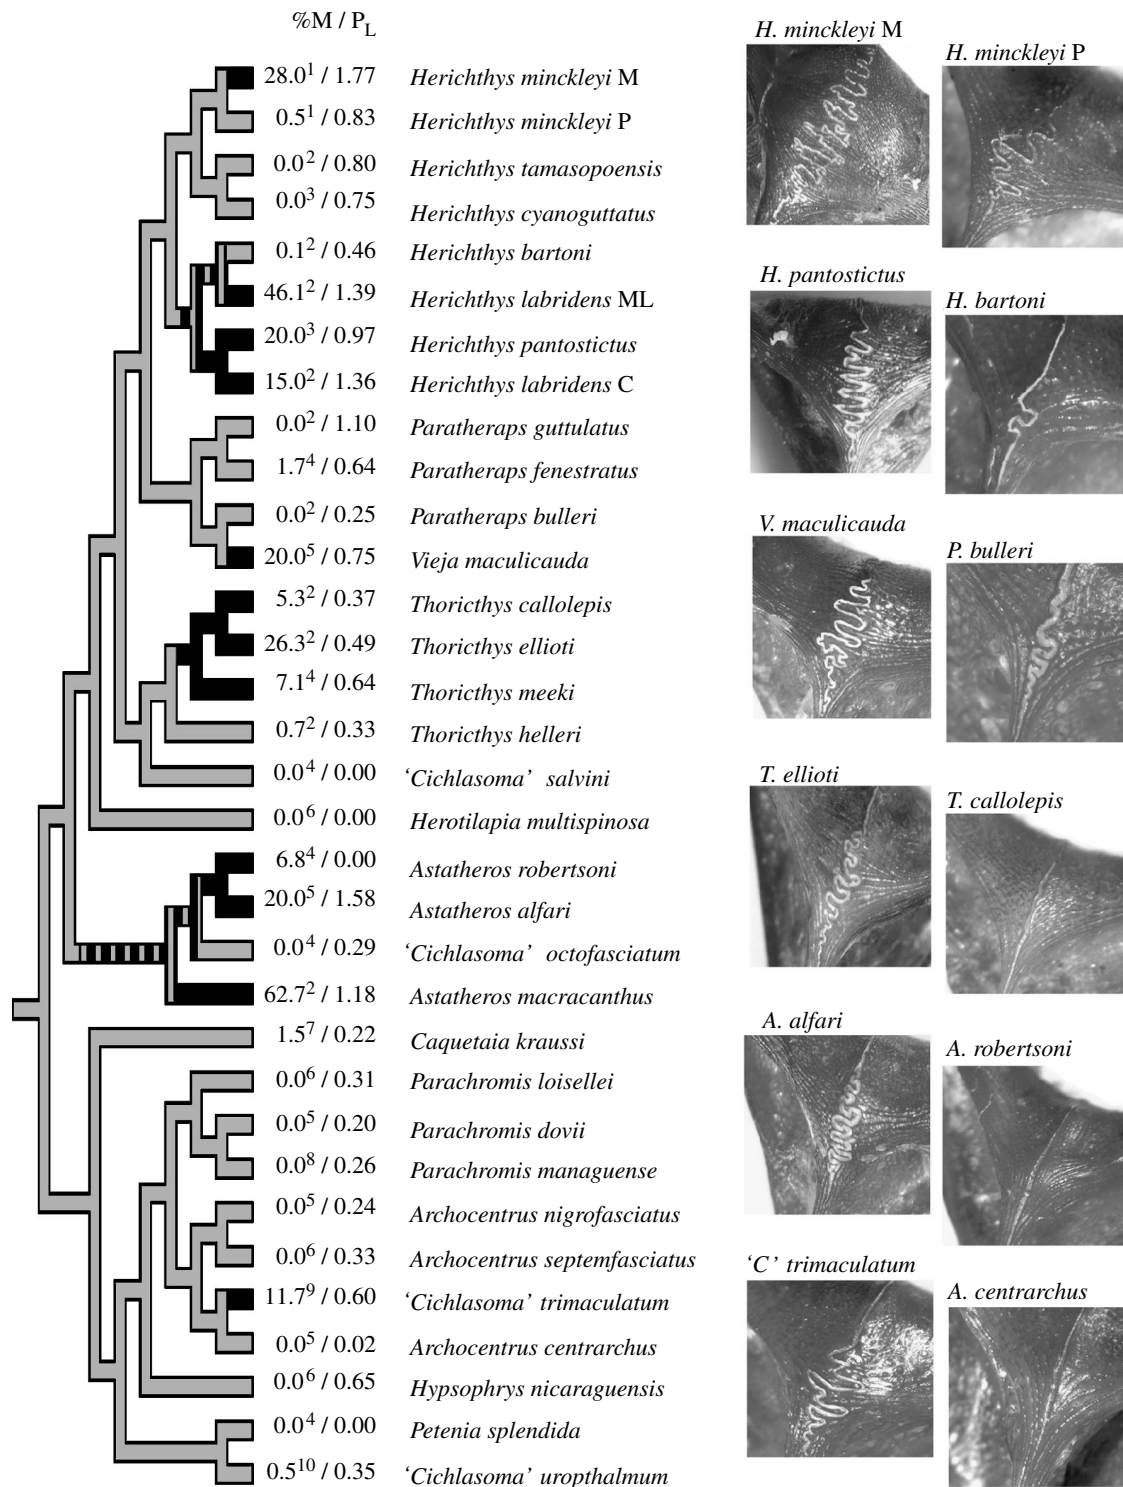 %M / P_L
28.0¹ / 1.77 Herichthys minckleyi M
0.5¹ / 0.83 Herichthys minckleyi P
0.0² / 0.80 Herichthys tamasopoensis
0.0³ / 0.75 Herichthys cyanoguttatus
0.1² / 0.46 Herichthys bartoni
46.1² / 1.39 Herichthys labridens ML
20.0³ / 0.97 Herichthys pantostictus
15.0² / 1.36 Herichthys labridens C
0.0² / 1.10 Paratheraps guttulatus
1.7⁴ / 0.64 Paratheraps fenestratus
0.0² / 0.25 Paratheraps bulleri
20.0⁵ / 0.75 Vieja maculicauda
5.3² / 0.37 Thoricthys callolepis
26.3² / 0.49 Thoricthys ellioti
7.1⁴ / 0.64 Thoricthys meeki
0.7² / 0.33 Thoricthys helleri
0.0⁴ / 0.00 ‘Cichlasoma’ salvini
0.0⁶ / 0.00 Herotilapia multispinosa
6.8⁴ / 0.00 Astatheros robertsoni
20.0⁵ / 1.58 Astatheros alfari
0.0⁴ / 0.29 ‘Cichlasoma’ octofasciatum
62.7² / 1.18 Astatheros macracanthus
1.5⁷ / 0.22 Caquetaia kraussi
0.0⁶ / 0.31 Parachromis loisellei
0.0⁵ / 0.20 Parachromis dovii
0.0⁸ / 0.26 Parachromis managuense
0.0⁵ / 0.24 Archocentrus nigrofasciatus
0.0⁶ / 0.33 Archocentrus septemfasciatus
11.7⁹ / 0.60 ‘Cichlasoma’ trimaculatum
0.0⁵ / 0.02 Archocentrus centrarchus
0.0⁶ / 0.65 Hypsophrys nicaraguensis
0.0⁴ / 0.00 Petenia splendida
0.5¹⁰ / 0.35 ‘Cichlasoma’ uropthalmum
H. minckleyi M
H. minckleyi P
H. pantostictus
H. bartoni
V. maculicauda
P. bulleri
T. ellioti
T. callolepis
A. alfari
A. robertsoni
‘C’ trimaculatum
A. centrarchus